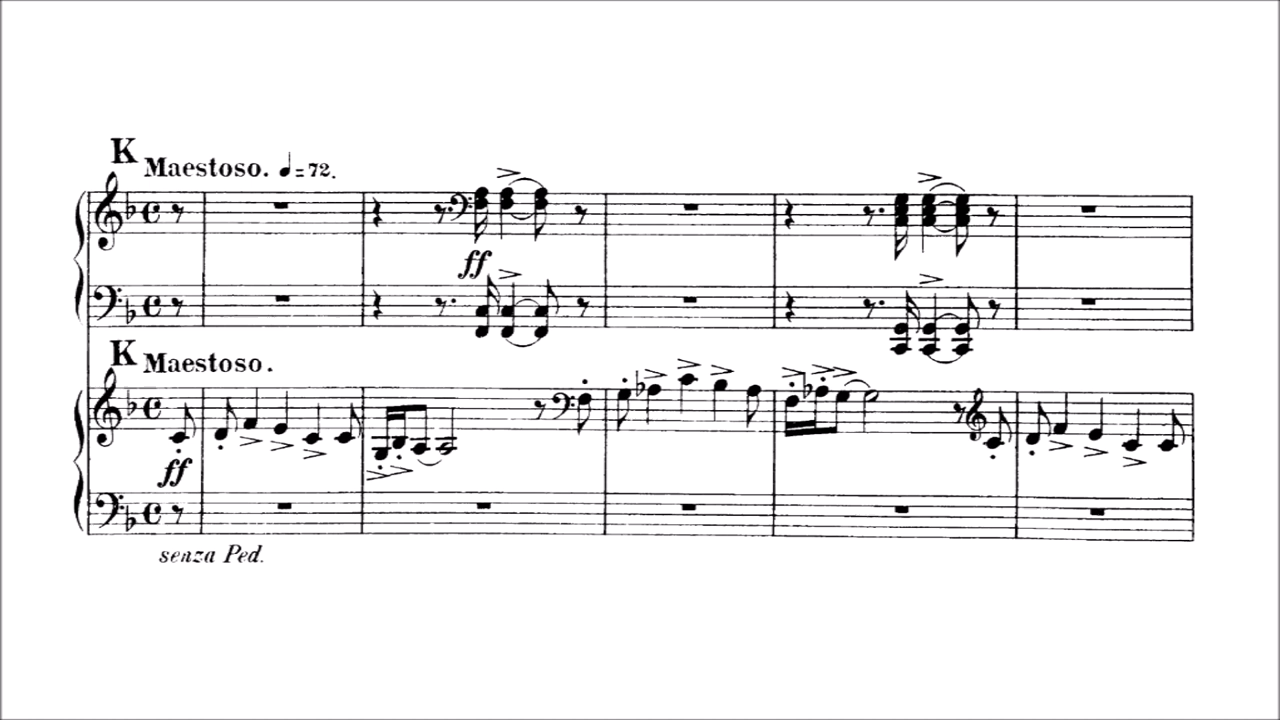 K
Maestoso. ♩=72.
ff
K
Maestoso.
ff
senza Ped.